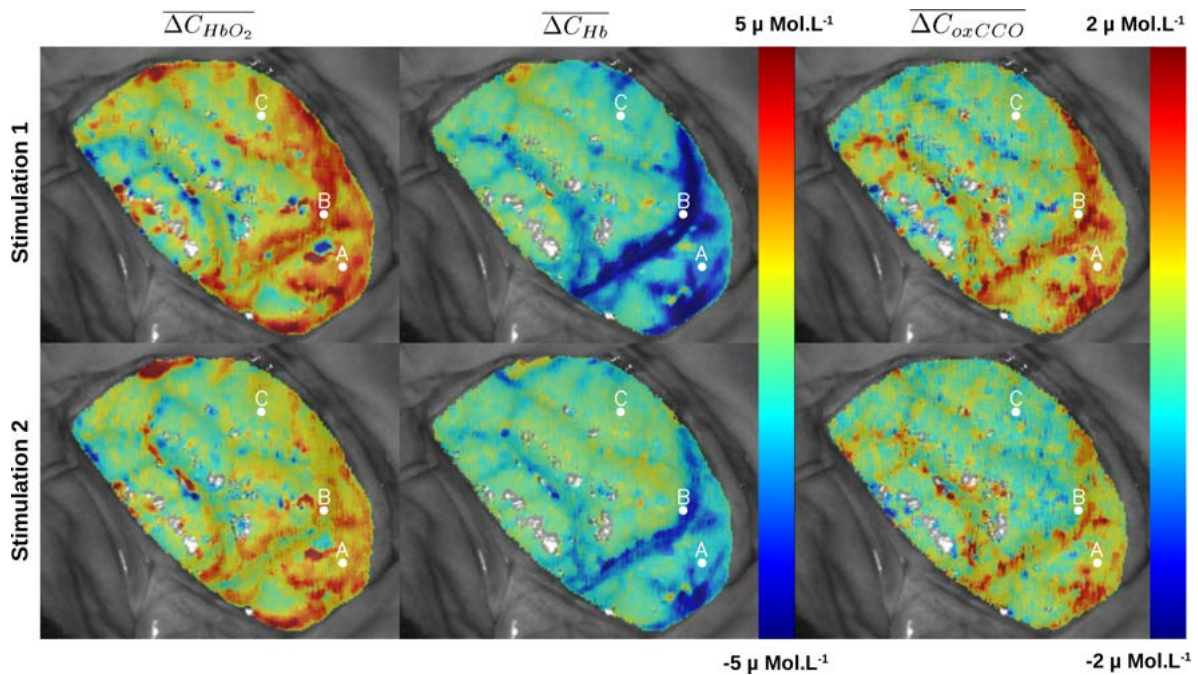 ΔC_HbO₂ ΔC_Hb 5 μ Mol.L⁻¹ ΔC_oxCCO 2 μ Mol.L⁻¹
Stimulation 1
C C C
B B B
A A A
Stimulation 2
C C C
B B B
A A A
-5 μ Mol.L⁻¹ -2 μ Mol.L⁻¹